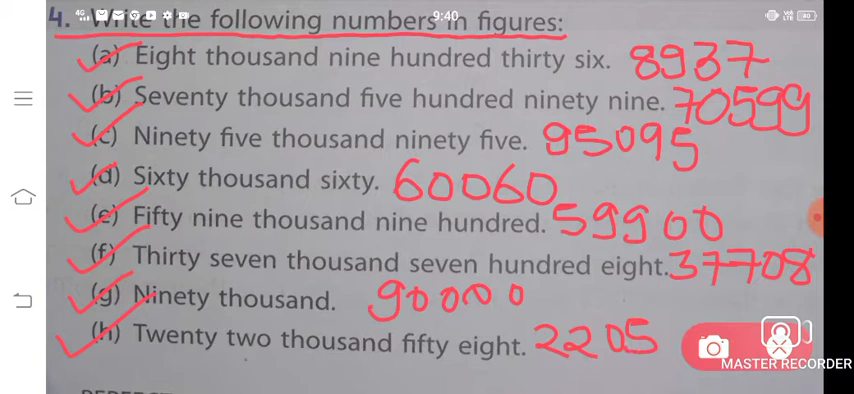 4G 9:40 VoLTE 90
4. Write the following numbers in figures:
(a) Eight thousand nine hundred thirty six. 8937
(b) Seventy thousand five hundred ninety nine. 70599
(c) Ninety five thousand ninety five. 95095
(d) Sixty thousand sixty. 60060
(e) Fifty nine thousand nine hundred. 59900
(f) Thirty seven thousand seven hundred eight. 37708
(g) Ninety thousand. 90000
(h) Twenty two thousand fifty eight. 2205
MASTER RECORDER